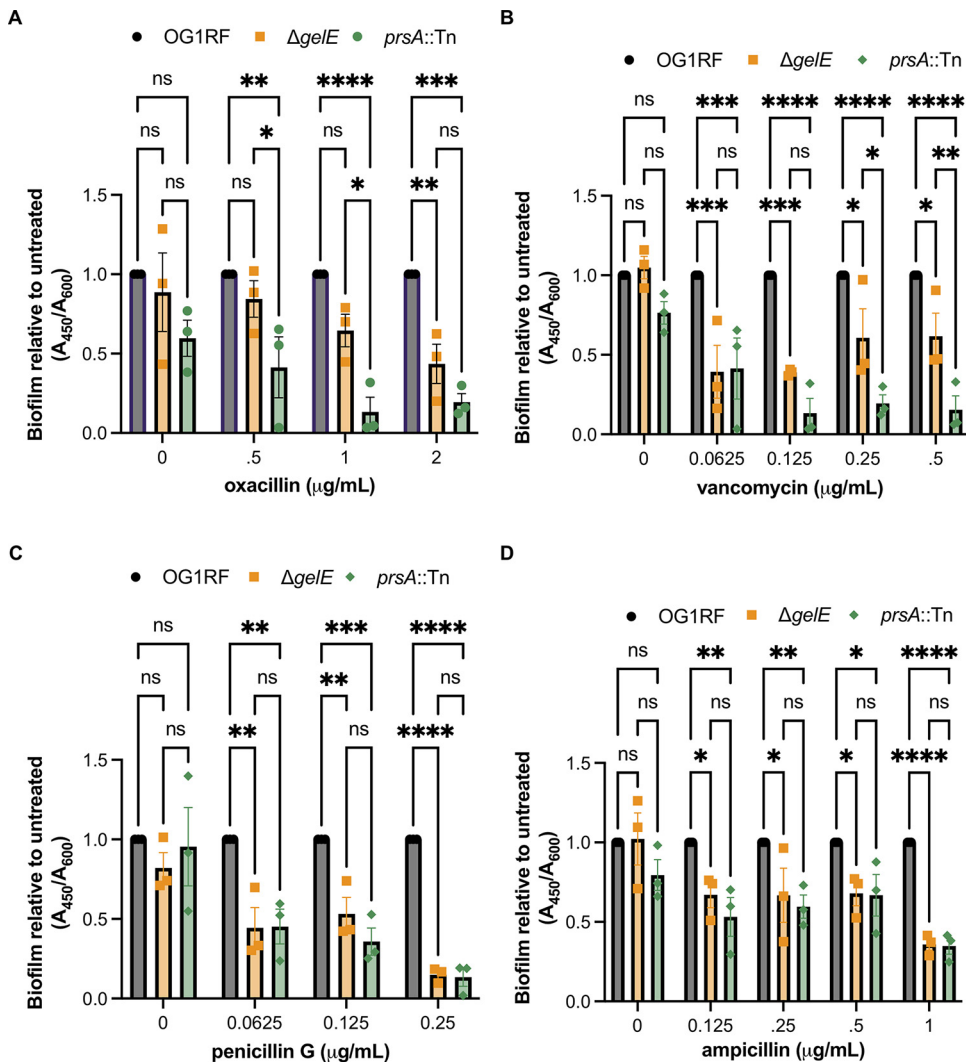 A
OG1RF ΔgelE prsA::Tn
ns ** **** ***
ns * ns ns
ns ns * **
Biofilm relative to untreated
(A450/A600)
1.5
1.0
0.5
0.0
0 .5 1 2
oxacillin (μg/mL)
B
OG1RF ΔgelE prsA::Tn
ns *** **** **** ****
ns ns ns * **
ns *** *** * *
Biofilm relative to untreated
(A450/A600)
1.5
1.0
0.5
0.0
0 0.0625 0.125 0.25 .5
vancomycin (μg/mL)
C
OG1RF ΔgelE prsA::Tn
ns ** *** ****
ns ns ** ns
ns ** ns ****
Biofilm relative to untreated
(A450/A600)
1.5
1.0
0.5
0.0
0 0.0625 0.125 0.25
penicillin G (μg/mL)
D
OG1RF ΔgelE prsA::Tn
ns ** ** * ****
ns ns ns ns ns
ns * * * ****
Biofilm relative to untreated
(A450/A600)
1.5
1.0
0.5
0.0
0 0.125 .25 .5 1
ampicillin (μg/mL)